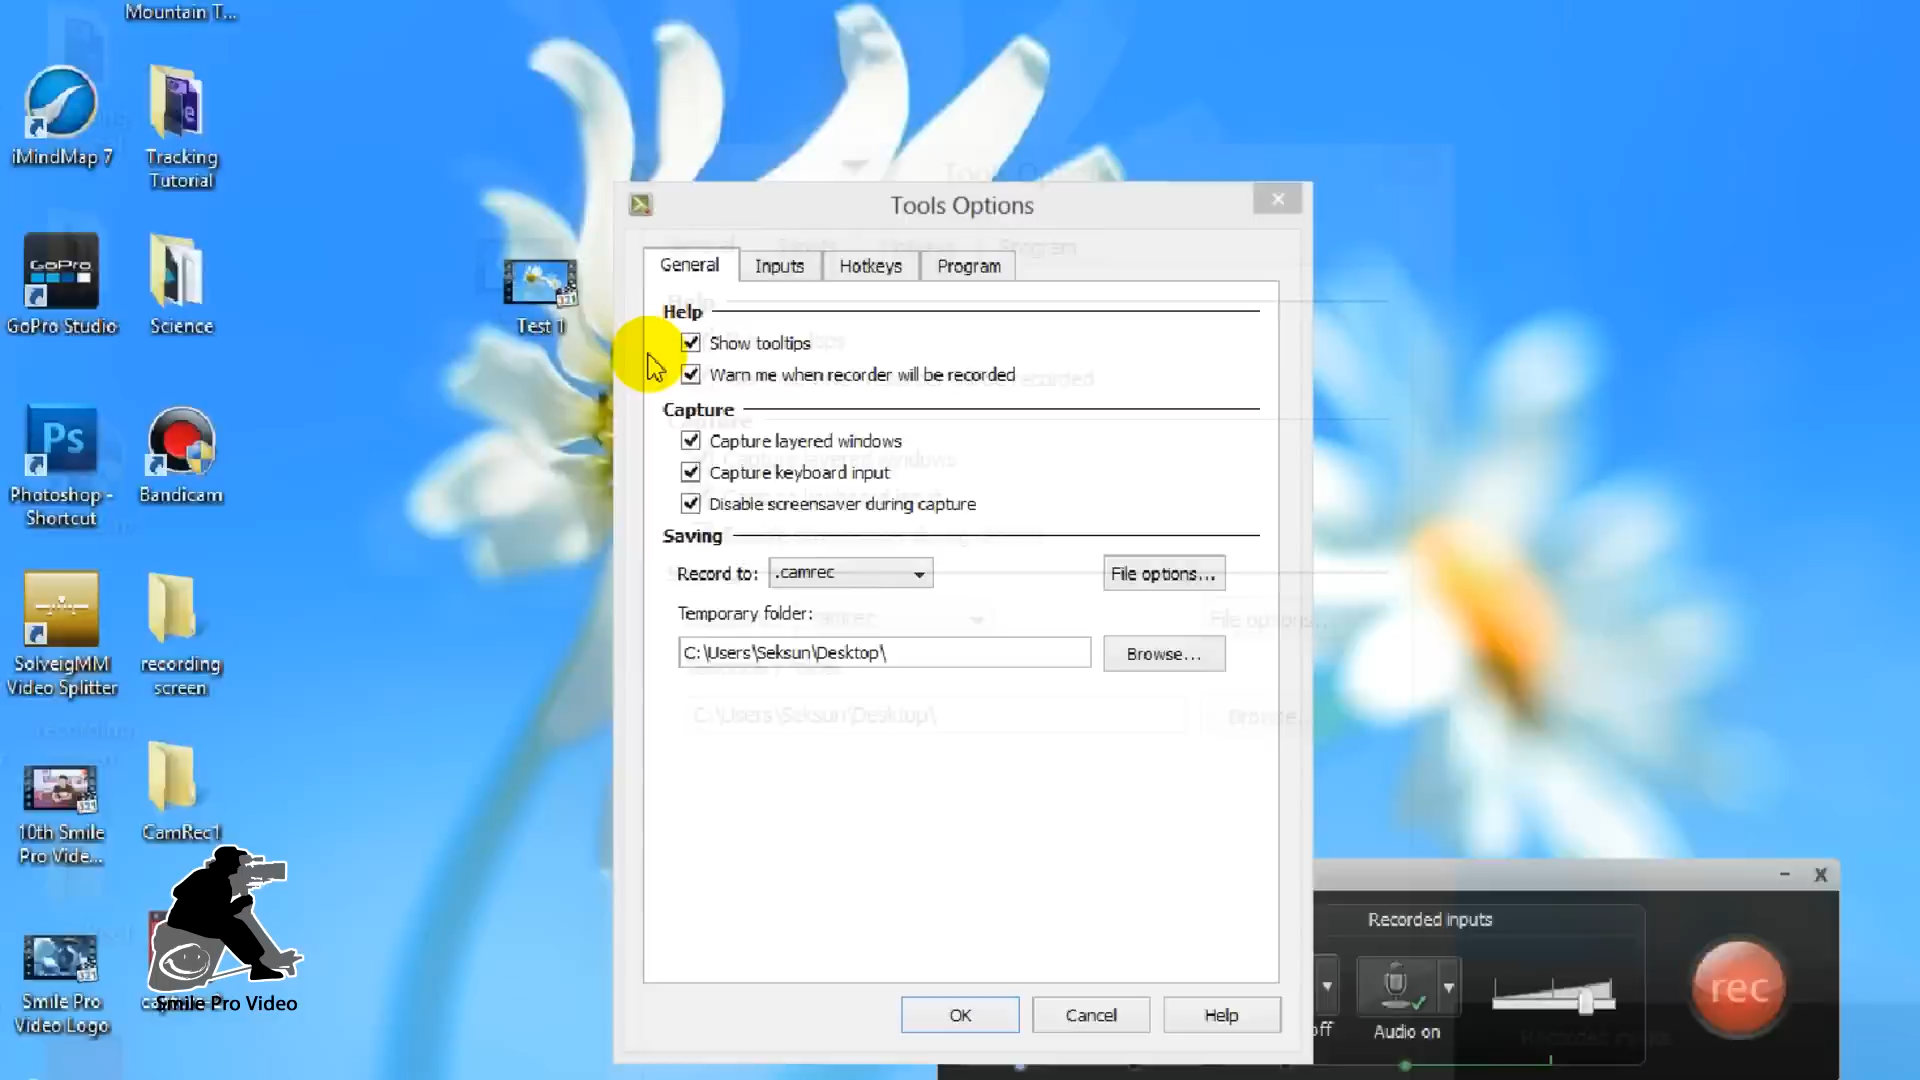 Mountain T...
iMindMap 7
Tracking
Tutorial
GoPro
GoPro Studio
Science
Test 1
Ps
Photoshop -
Shortcut
Bandicam
SolveigMM
Video Splitter
recording
screen
10th Smile
Pro Vide...
CamRec1
Smile Pro
Video Logo
Smile Pro Video
Tools Options
General
Inputs
Hotkeys
Program
Help
Show tooltips
Warn me when recorder will be recorded
Capture
Capture layered windows
Capture keyboard input
Disable screensaver during capture
Saving
Record to:
.camrec
File options...
Temporary folder:
C:\Users\Seksun\Desktop\
Browse...
OK
Cancel
Help
Recorded inputs
off
Audio on
rec